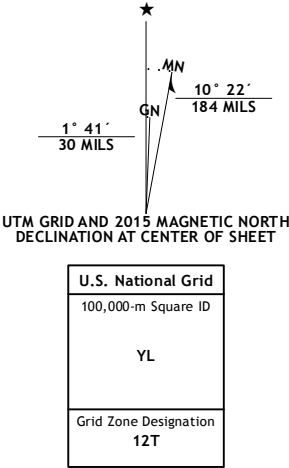 MN
10° 22´
184 MILS
GN
1° 41´
30 MILS
UTM GRID AND 2015 MAGNETIC NORTH
DECLINATION AT CENTER OF SHEET
U.S. National Grid
100,000-m Square ID
YL
Grid Zone Designation
12T